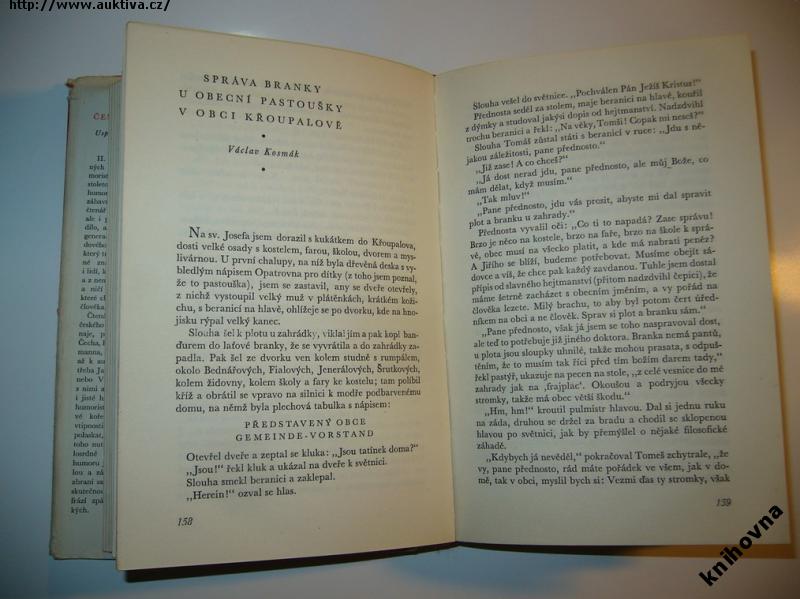 http://www.auktiva.cz/
SPRÁVA BRANKY
U OBECNÍ PASTOUŠKY
V OBCI KŘOUPALOVĚ
Václav Kosmák
Na sv. Josefa jsem dorazil s kukátkem do Křoupalova,
dosti velké osady s kostelem, farou, školou, dvorem a mys-
livárnou. U první chalupy, na níž byla dřevěná deska s vy-
bledlým nápisem Opatrovna pro dítky (z toho jsem poznal,
že to pastouška), jsem se zastavil, any se dveře otevřely,
z nichž vystoupil velký muž v plátěnkách, krátkém koži-
chu, s beranicí na hlavě, ohlížeje se po dvorku, kde na hno-
jisku rýpal velký kanec.
Slouha šel k plotu u zahrádky, viklal jím a pak kopl ban-
ďurem do laťové branky, že se vyvrátila a do zahrádky za-
padla. Pak šel ze dvorku ven kolem studně s rumpálem,
okolo Bednářových, Fialových, Jenerálových, Šrutkových,
kolem židovny, kolem školy a fary ke kostelu; tam políbil
kříž a obrátil se vpravo na silnici k modře podbarvenému
domu, na němž byla plechová tabulka s nápisem:
PŘEDSTAVENÝ OBCE
GEMEINDE-VORSTAND
Otevřel dveře a zeptal se kluka: „Jsou tatínek doma?“
„Jsou!“ řekl kluk a ukázal na dveře k světnici.
Slouha smekl beranici a zaklepal.
„Herein!“ ozval se hlas.
158
Slouha vešel do světnice. „Pochválen Pán Ježíš Kristus!“
Přednosta seděl za stolem, maje beranici na hlavě, kouřil
z dýmky a studoval jakýsi dopis od hejtmanství. Nadzdvihl
trochu beranici a řekl: „Na věky, Tomši! Copak mi neseš?“
Slouha Tomáš zůstal státi s beranicí v ruce: „Jdu s ně-
jakou záležitostí, pane přednosto.“
„Již zase! A co chceš?“
„Já dost nerad jdu, pane přednosto, ale můj Bože, co
mám dělat, když musím.“
„Tak mluv!“
„Pane přednosto, jdu vás prosit, abyste mi dal spravit
plot a branku u zahrady.“
Přednosta vyvalil oči: „Co ti to napadá? Zase správu!
Brzo je něco na kostele, brzo na faře, brzo na škole k sprá-
vě, obec musí na všecko platit, a kde má nabrati peněz?
A Jiřího se blíží, budeme potřebovat. Musíme obejít sá-
dovce a víš, že chce pak každý zavdanou. Tuhle jsem dostal
přípis od slavného hejtmanství (přitom nadzdvihl čepici), že
máme šetrně zacházet s obecním jměním, a vy pořád na
člověka lezete. Milý brachu, to aby byl potom čert úřed-
níkem na obci a ne člověk. Sprav si plot a branku sám.“
„Pane přednosto, však já jsem se toho naspravoval dost,
ale teď to potřebuje již jiného doktora. Branka nemá pantů,
u plotu jsou sloupky uhnilé, takže mohou prasata, s odpuš-
těním, že to musím tak říci před tím božím darem tady,“
řekl pastýř, ukazuje na pecen na stole, „z celé vesnice do mé
zahrady jak na ‚frajplac‘. Okoušou a podryjou všecky
stromky, takže má obec větší škodu.“
„Hm, hm!“ kroutil pulmistr hlavou. Dal si jednu ruku
na záda, druhou se držel za bradu a chodil se sklopenou
hlavou po světnici, jak by přemýšlel o nějaké filosofické
záhadě.
„Kdybych já nevěděl,“ pokračoval Tomeš zchytrale, „že
vy, pane přednosto, rád máte pořádek ve všem, jak v do-
mě, tak v obci, myslil bych si: Vezmi ďas ty stromky, však
159
knihovna